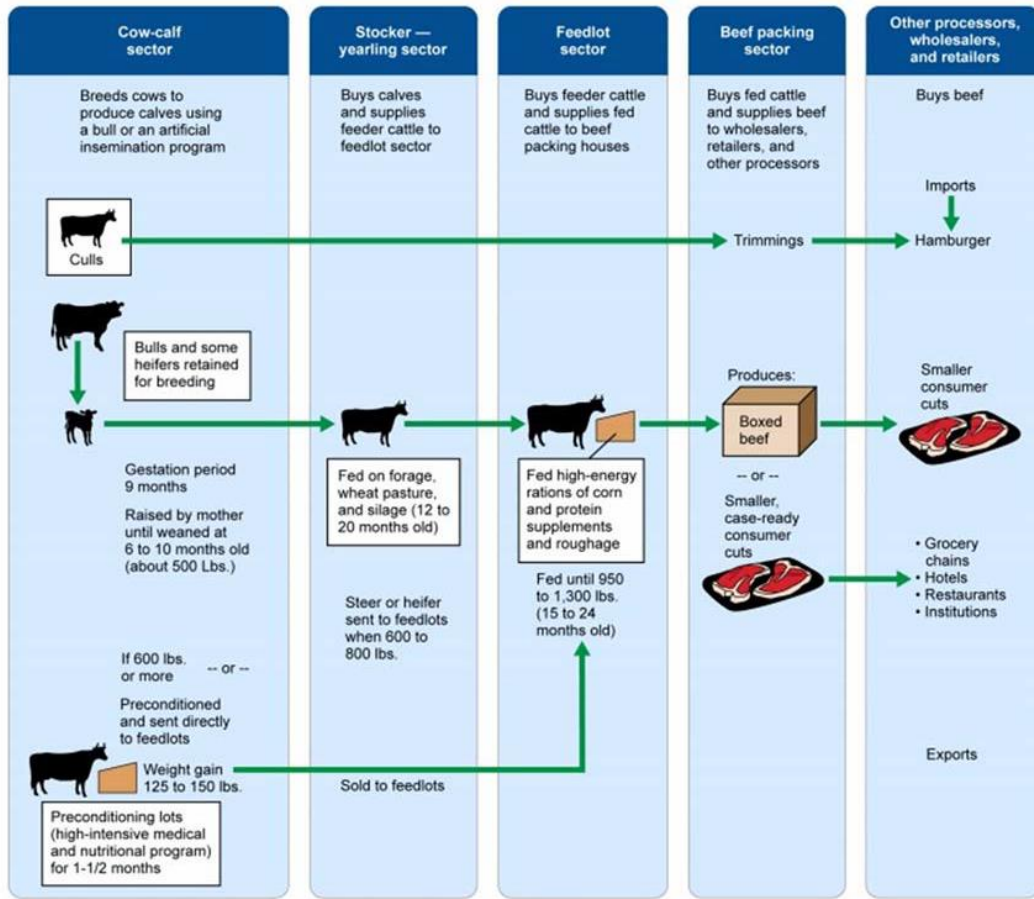 Cow-calf
sector
Breeds cows to
produce calves using
a bull or an artificial
insemination program
Culls
Bulls and some
heifers retained
for breeding
Gestation period
9 months
Raised by mother
until weaned at
6 to 10 months old
(about 500 Lbs.)
If 600 lbs.
or more
-- or --
Preconditioned
and sent directly
to feedlots
Weight gain
125 to 150 lbs.
Preconditioning lots
(high-intensive medical
and nutritional program)
for 1-1/2 months
Stocker —
yearling sector
Buys calves
and supplies
feeder cattle to
feedlot sector
Fed on forage,
wheat pasture,
and silage (12 to
20 months old)
Steer or heifer
sent to feedlots
when 600 to
800 lbs.
Sold to feedlots
Feedlot
sector
Buys feeder cattle
and supplies fed
cattle to beef
packing houses
Fed high-energy
rations of corn
and protein
supplements
and roughage
Fed until 950
to 1,300 lbs.
(15 to 24
months old)
Beef packing
sector
Buys fed cattle
and supplies beef
to wholesalers,
retailers, and
other processors
Trimmings
Produces:
Boxed
beef
-- or --
Smaller,
case-ready
consumer
cuts
Other processors,
wholesalers,
and retailers
Buys beef
Imports
Hamburger
Smaller
consumer
cuts
• Grocery
chains
• Hotels
• Restaurants
• Institutions
Exports